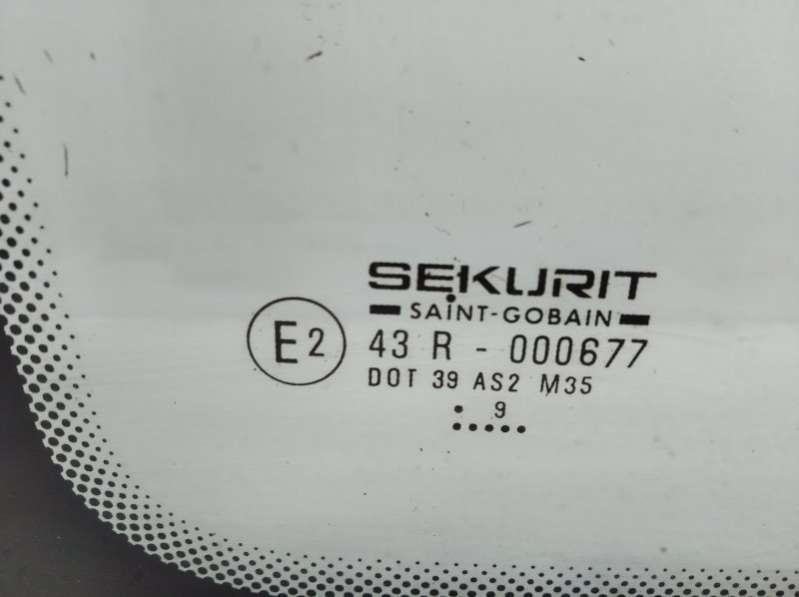 SEKURIT
SAINT-GOBAIN
E2 43 R - 000677
DOT 39 AS2 M35
9